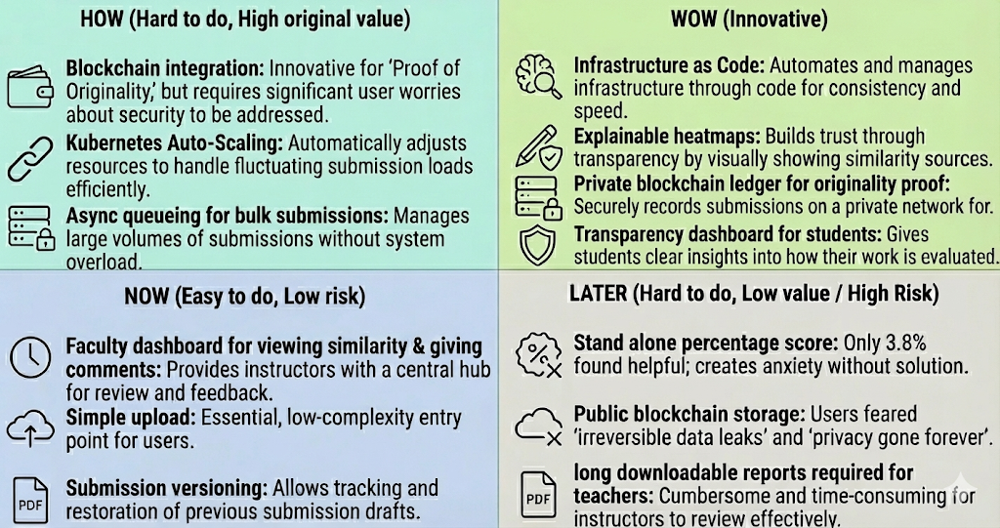 HOW (Hard to do, High original value)
Blockchain integration: Innovative for ‘Proof of
Originality,’ but requires significant user worries
about security to be addressed.
Kubernetes Auto-Scaling: Automatically adjusts
resources to handle fluctuating submission loads
efficiently.
Async queueing for bulk submissions: Manages
large volumes of submissions without system
overload.
WOW (Innovative)
Infrastructure as Code: Automates and manages
infrastructure through code for consistency and
speed.
Explainable heatmaps: Builds trust through
transparency by visually showing similarity sources.
Private blockchain ledger for originality proof:
Securely records submissions on a private network for.
Transparency dashboard for students: Gives
students clear insights into how their work is evaluated.
NOW (Easy to do, Low risk)
Faculty dashboard for viewing similarity & giving
comments: Provides instructors with a central hub
for review and feedback.
Simple upload: Essential, low-complexity entry
point for users.
PDF
Submission versioning: Allows tracking and
restoration of previous submission drafts.
LATER (Hard to do, Low value / High Risk)
Stand alone percentage score: Only 3.8%
found helpful; creates anxiety without solution.
Public blockchain storage: Users feared
‘irreversible data leaks’ and ‘privacy gone forever’.
PDF
long downloadable reports required for
teachers: Cumbersome and time-consuming for
instructors to review effectively.